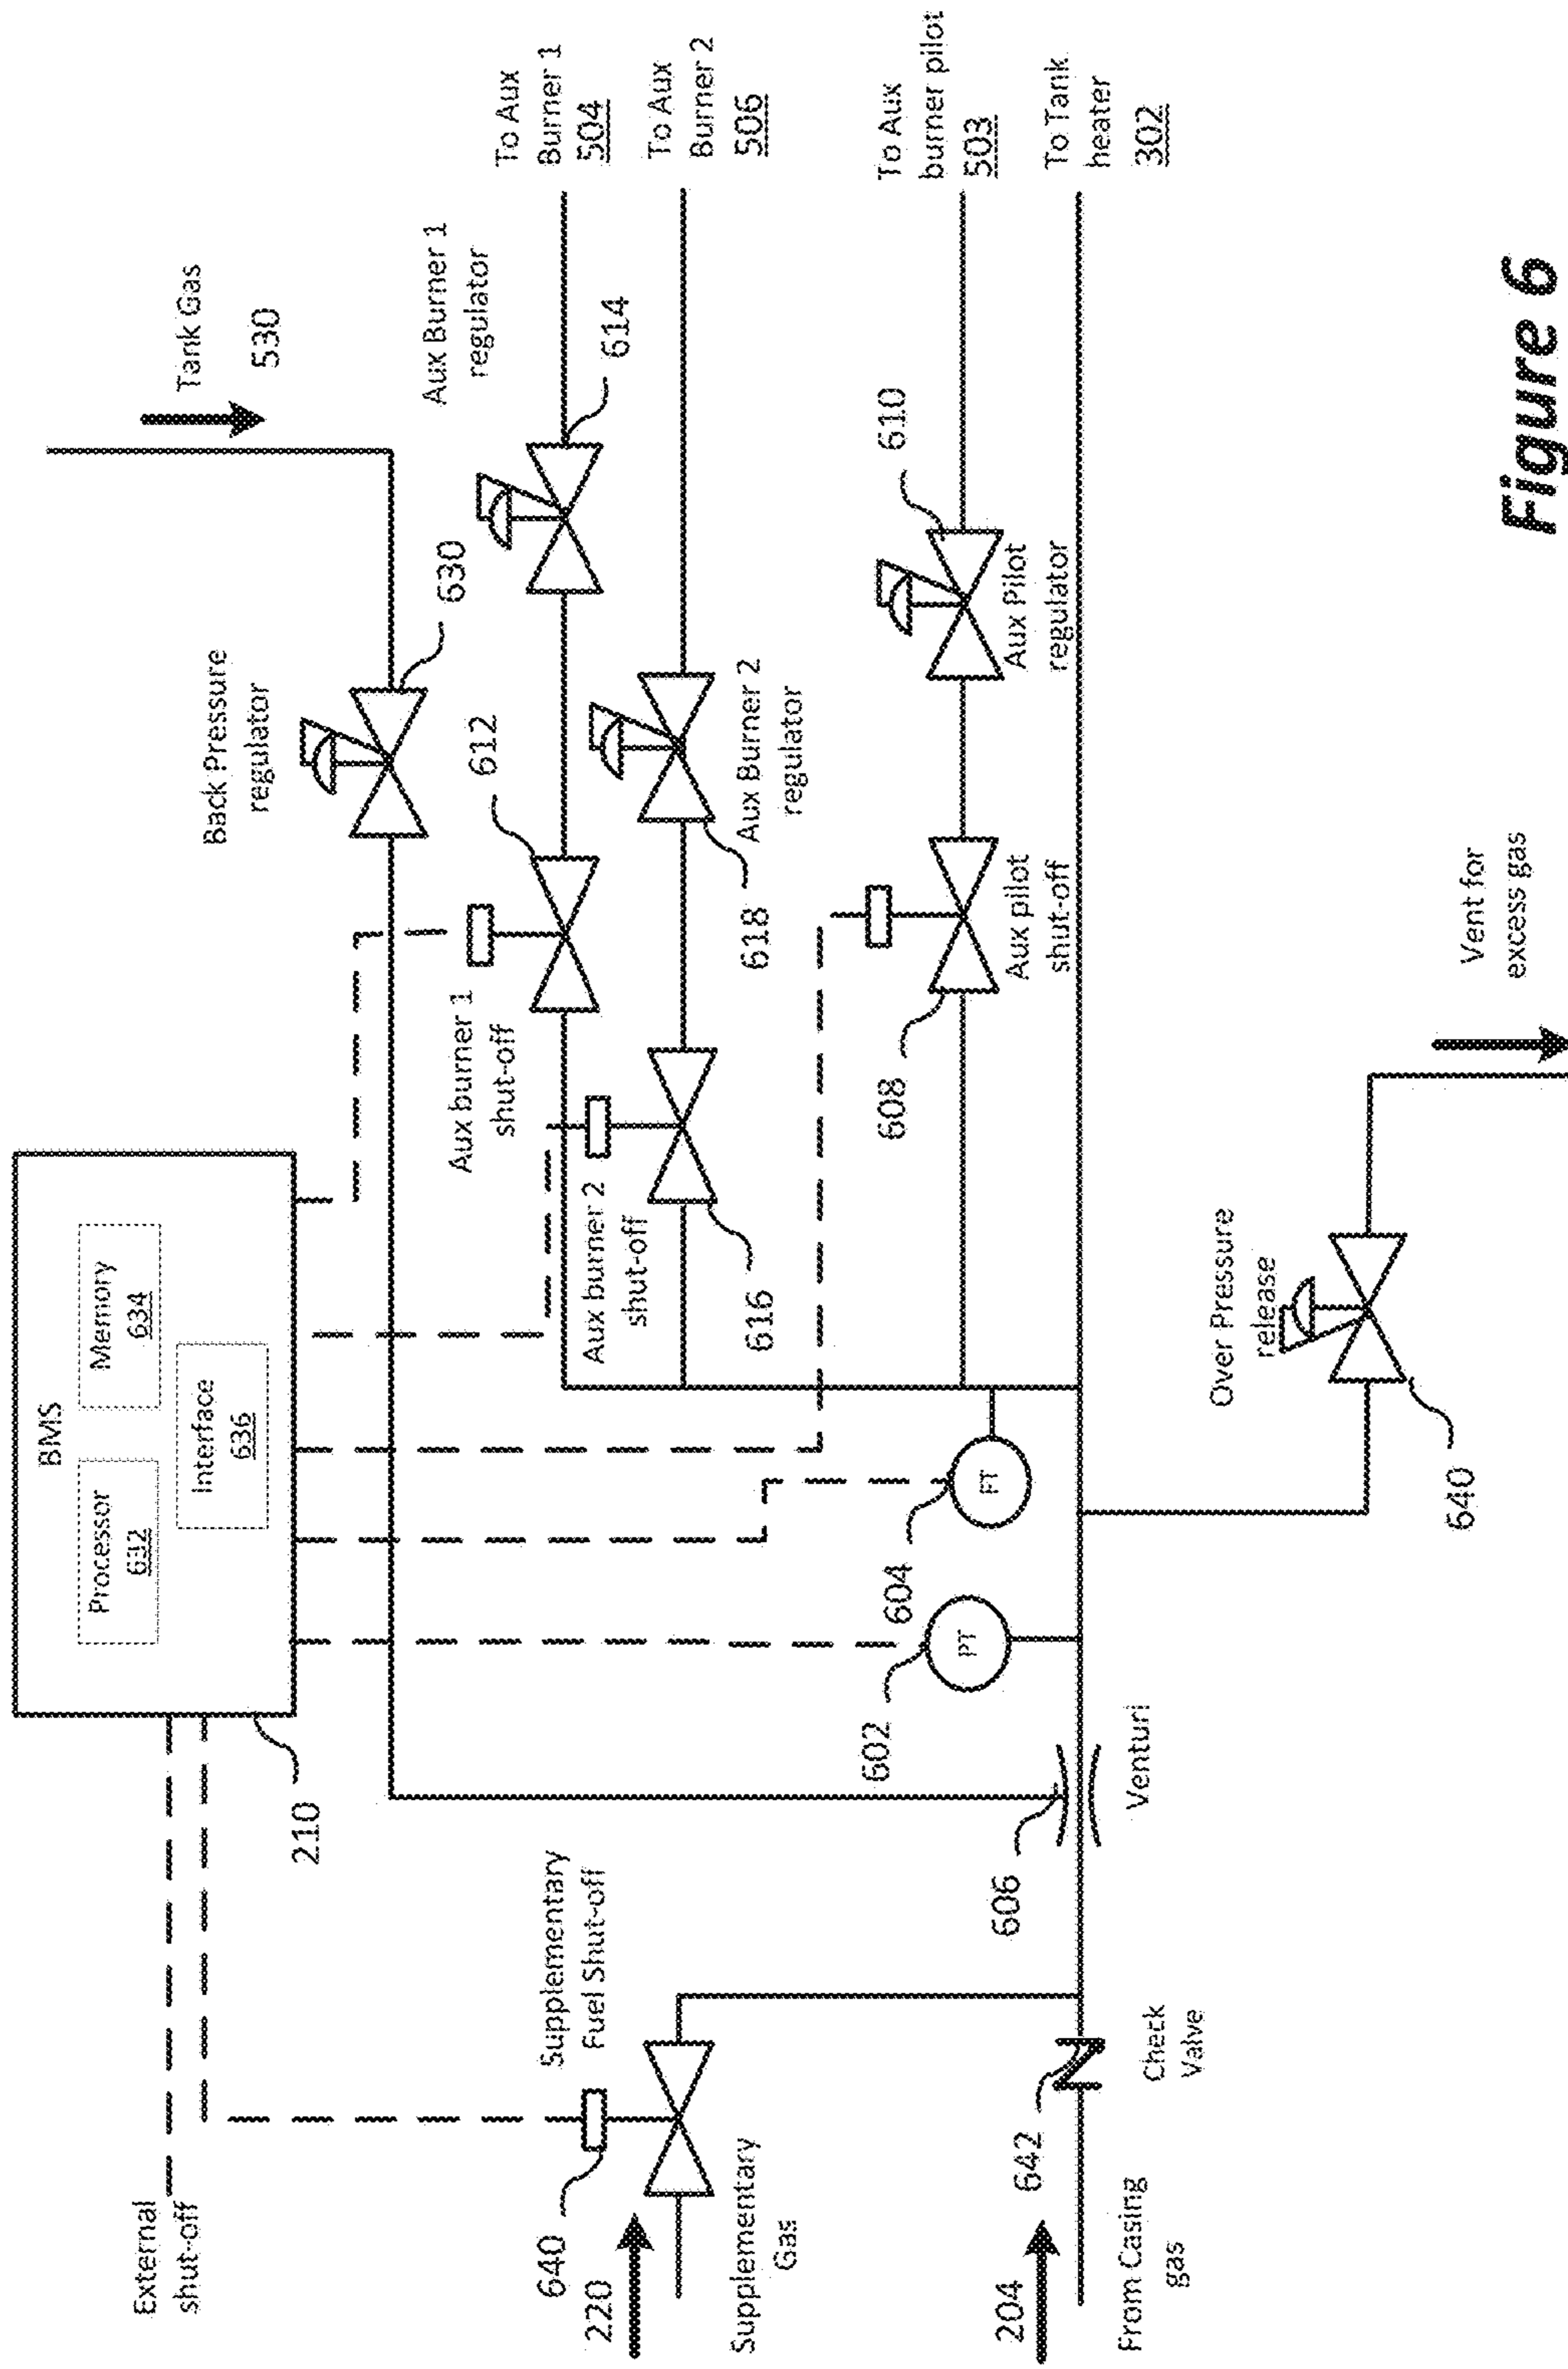 External
shut-off
BMS
Processor
632
Memory
634
Interface
636
210
Back Pressure
regulator
630
Tank Gas
530
Aux burner 1
shut-off
612
Aux Burner 1
regulator
614
To Aux
Burner 1
504
Aux burner 2
shut-off
616
618
Aux Burner 2
regulator
To Aux
Burner 2
506
Supplementary
Fuel Shut-off
640
220
Supplementary
Gas
608
Aux pilot
shut-off
610
Aux Pilot
regulator
To Aux
burner pilot
503
602
PT
604
FT
606
Venturi
To Tank
heater
302
204
From Casing
gas
642
Check
Valve
Over Pressure
release
640
Vent for
excess gas
Figure 6